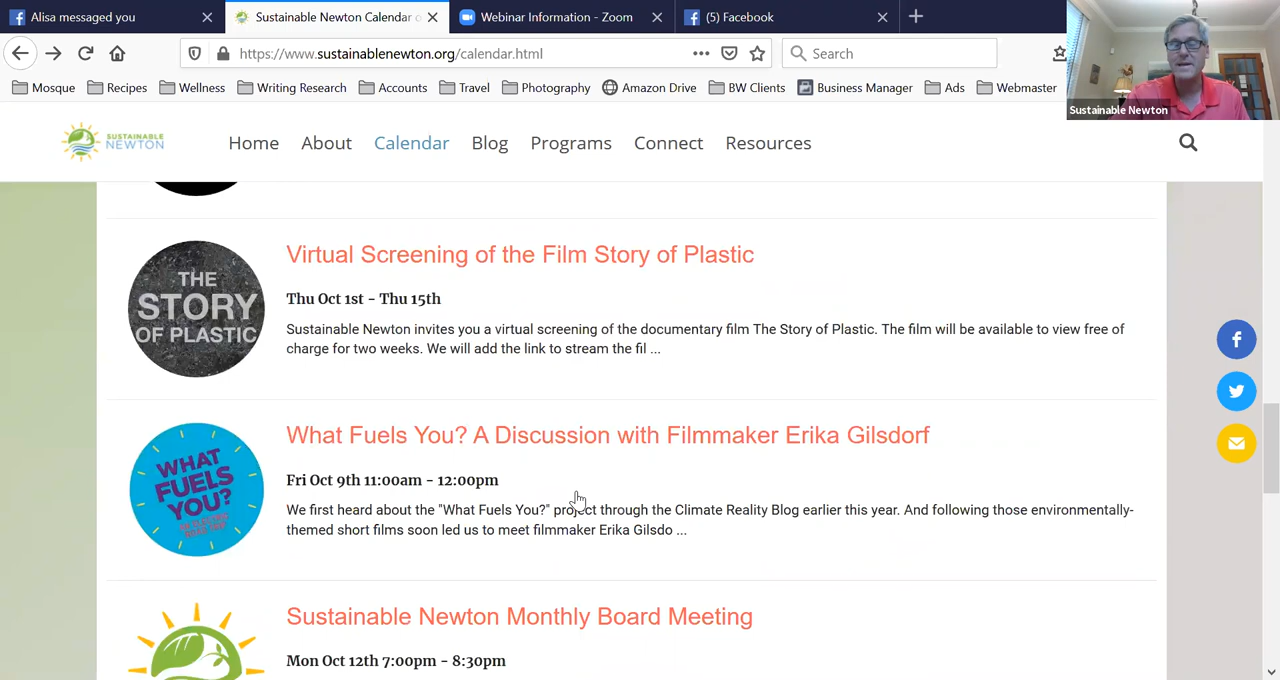 Alisa messaged you
Sustainable Newton Calendar o
Webinar Information - Zoom
(5) Facebook
https://www.sustainablenewton.org/calendar.html
Search
Mosque
Recipes
Wellness
Writing Research
Accounts
Travel
Photography
Amazon Drive
BW Clients
Business Manager
Ads
Webmaster
Sustainable Newton
SUSTAINABLE
NEWTON
Home
About
Calendar
Blog
Programs
Connect
Resources
THE
STORY
OF PLASTIC
Virtual Screening of the Film Story of Plastic
Thu Oct 1st - Thu 15th
Sustainable Newton invites you a virtual screening of the documentary film The Story of Plastic. The film will be available to view free of
charge for two weeks. We will add the link to stream the fil ...
WHAT
FUELS
YOU?
What Fuels You? A Discussion with Filmmaker Erika Gilsdorf
Fri Oct 9th 11:00am - 12:00pm
We first heard about the "What Fuels You?" project through the Climate Reality Blog earlier this year. And following those environmentally-
themed short films soon led us to meet filmmaker Erika Gilsdo ...
Sustainable Newton Monthly Board Meeting
Mon Oct 12th 7:00pm - 8:30pm